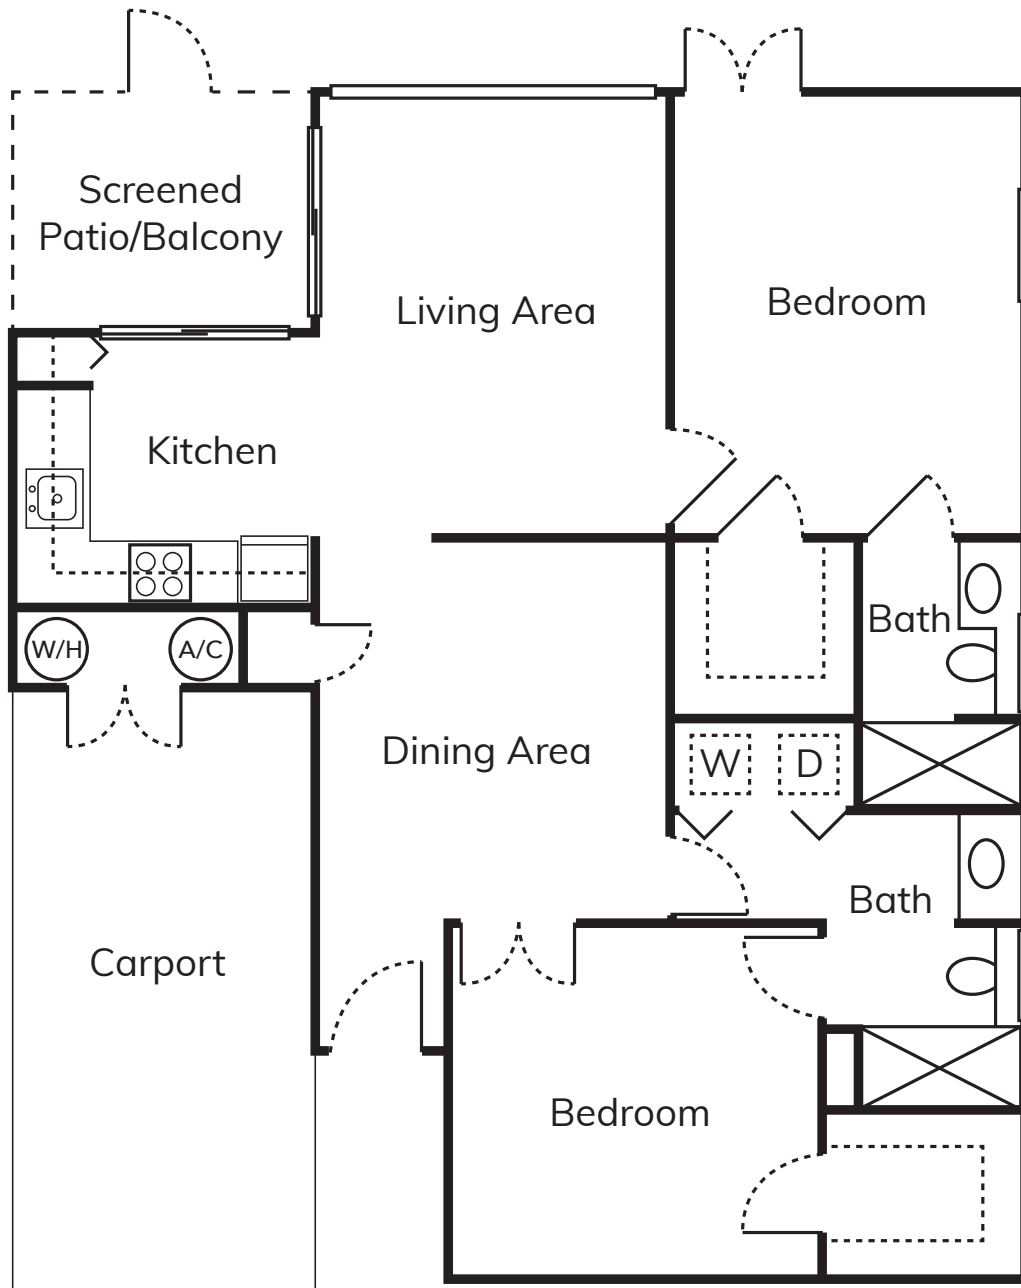 Screened
Patio/Balcony
Living Area
Bedroom
Kitchen
Bath
W/H
A/C
Dining Area
W
D
Bath
Carport
Bedroom